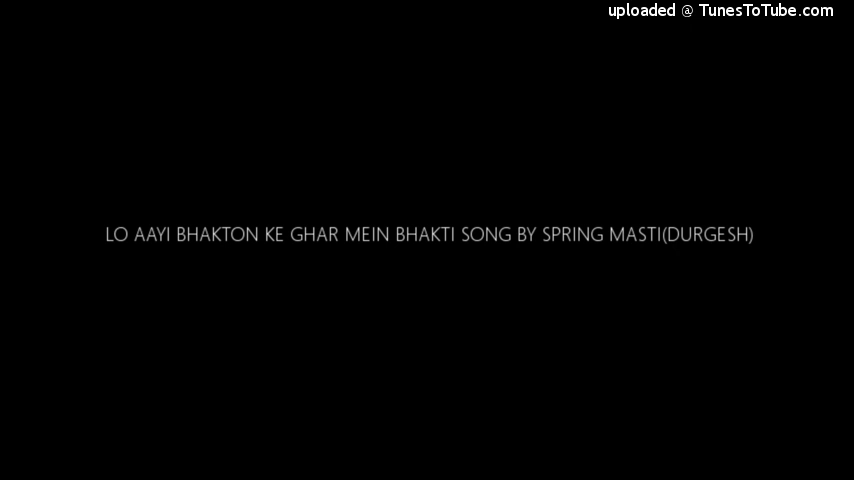 uploaded @ TunesToTube.com
LO AAYI BHAKTON KE GHAR MEIN BHAKTI SONG BY SPRING MASTI(DURGESH)